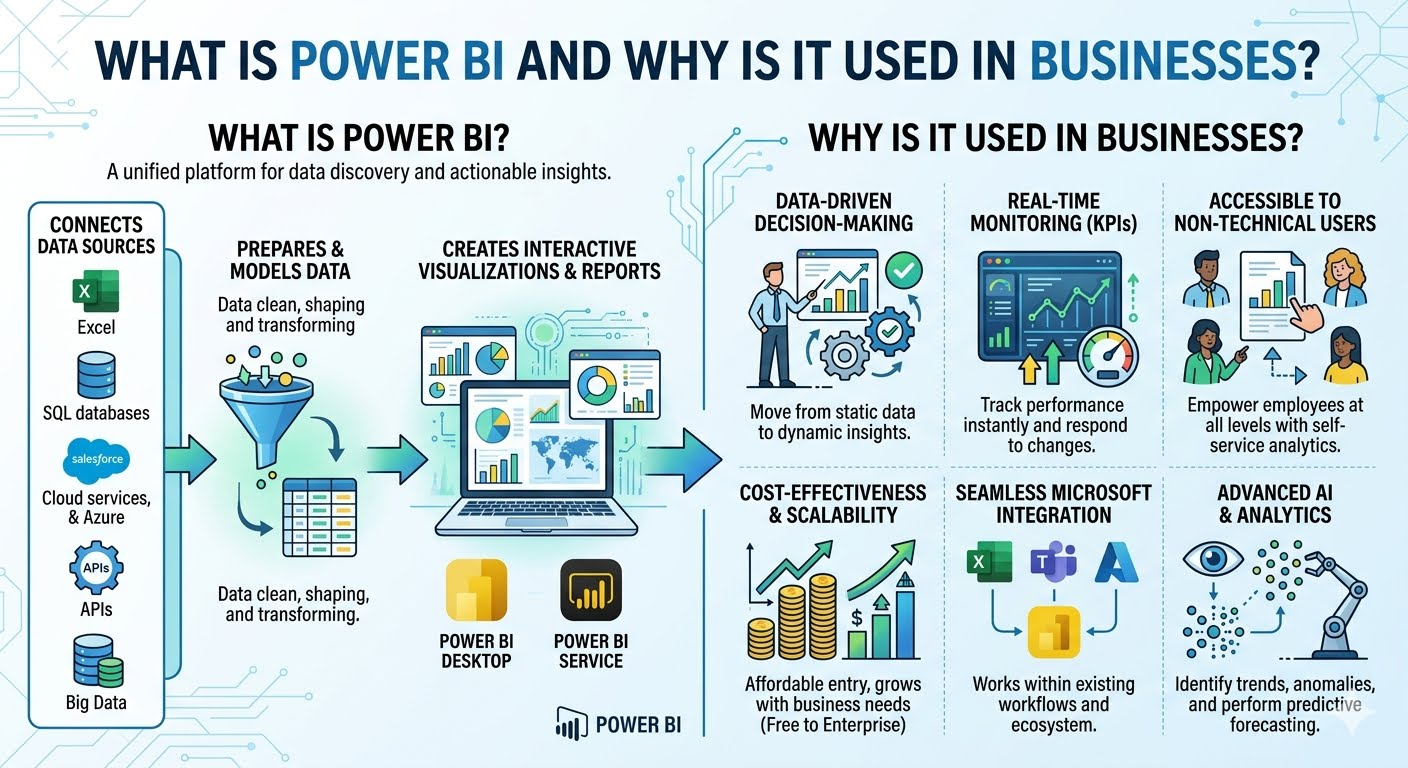 WHAT IS POWER BI AND WHY IS IT USED IN BUSINESSES?
WHAT IS POWER BI?
A unified platform for data discovery and actionable insights.
CONNECTS
DATA SOURCES
X
Excel
SQL databases
salesforce
Cloud services,
& Azure
APIs
APIs
Big Data
PREPARES &
MODELS DATA
Data clean, shaping
and transforming
Data clean, shaping,
and transforming.
CREATES INTERACTIVE
VISUALIZATIONS & REPORTS
POWER BI
DESKTOP
POWER BI
SERVICE
POWER BI
WHY IS IT USED IN BUSINESSES?
DATA-DRIVEN
DECISION-MAKING
Move from static data
to dynamic insights.
REAL-TIME
MONITORING (KPIs)
Track performance
instantly and respond
to changes.
ACCESSIBLE TO
NON-TECHNICAL USERS
Empower employees at
all levels with self-
service analytics.
COST-EFFECTIVENESS
& SCALABILITY
$
Affordable entry, grows
with business needs
(Free to Enterprise)
SEAMLESS MICROSOFT
INTEGRATION
X
T
Works within existing
workflows and
ecosystem.
ADVANCED AI
& ANALYTICS
Identify trends, anomalies,
and perform predictive
forecasting.